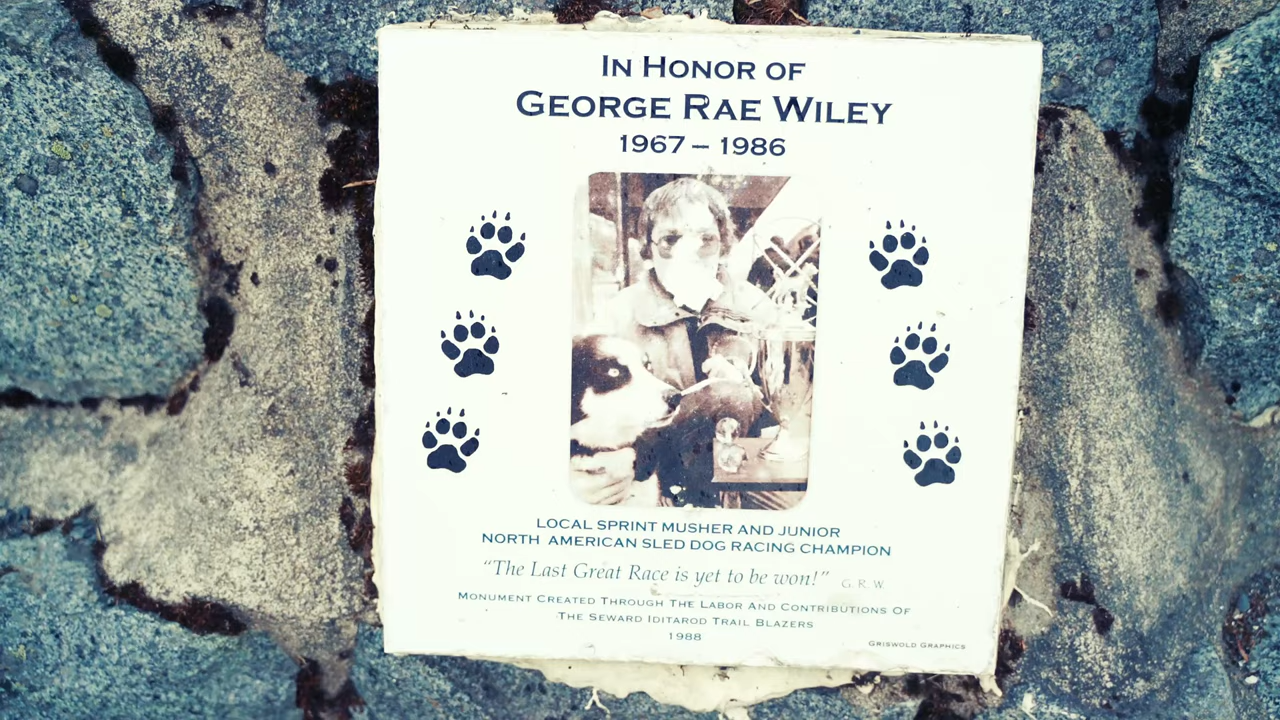 In Honor of
George Rae Wiley
1967 – 1986
LOCAL SPRINT MUSHER AND JUNIOR
NORTH AMERICAN SLED DOG RACING CHAMPION
"The Last Great Race is yet to be won!" G.R.W.
Monument Created Through The Labor And Contributions Of
The Seward Iditarod Trail Blazers
1988
Griswold Graphics